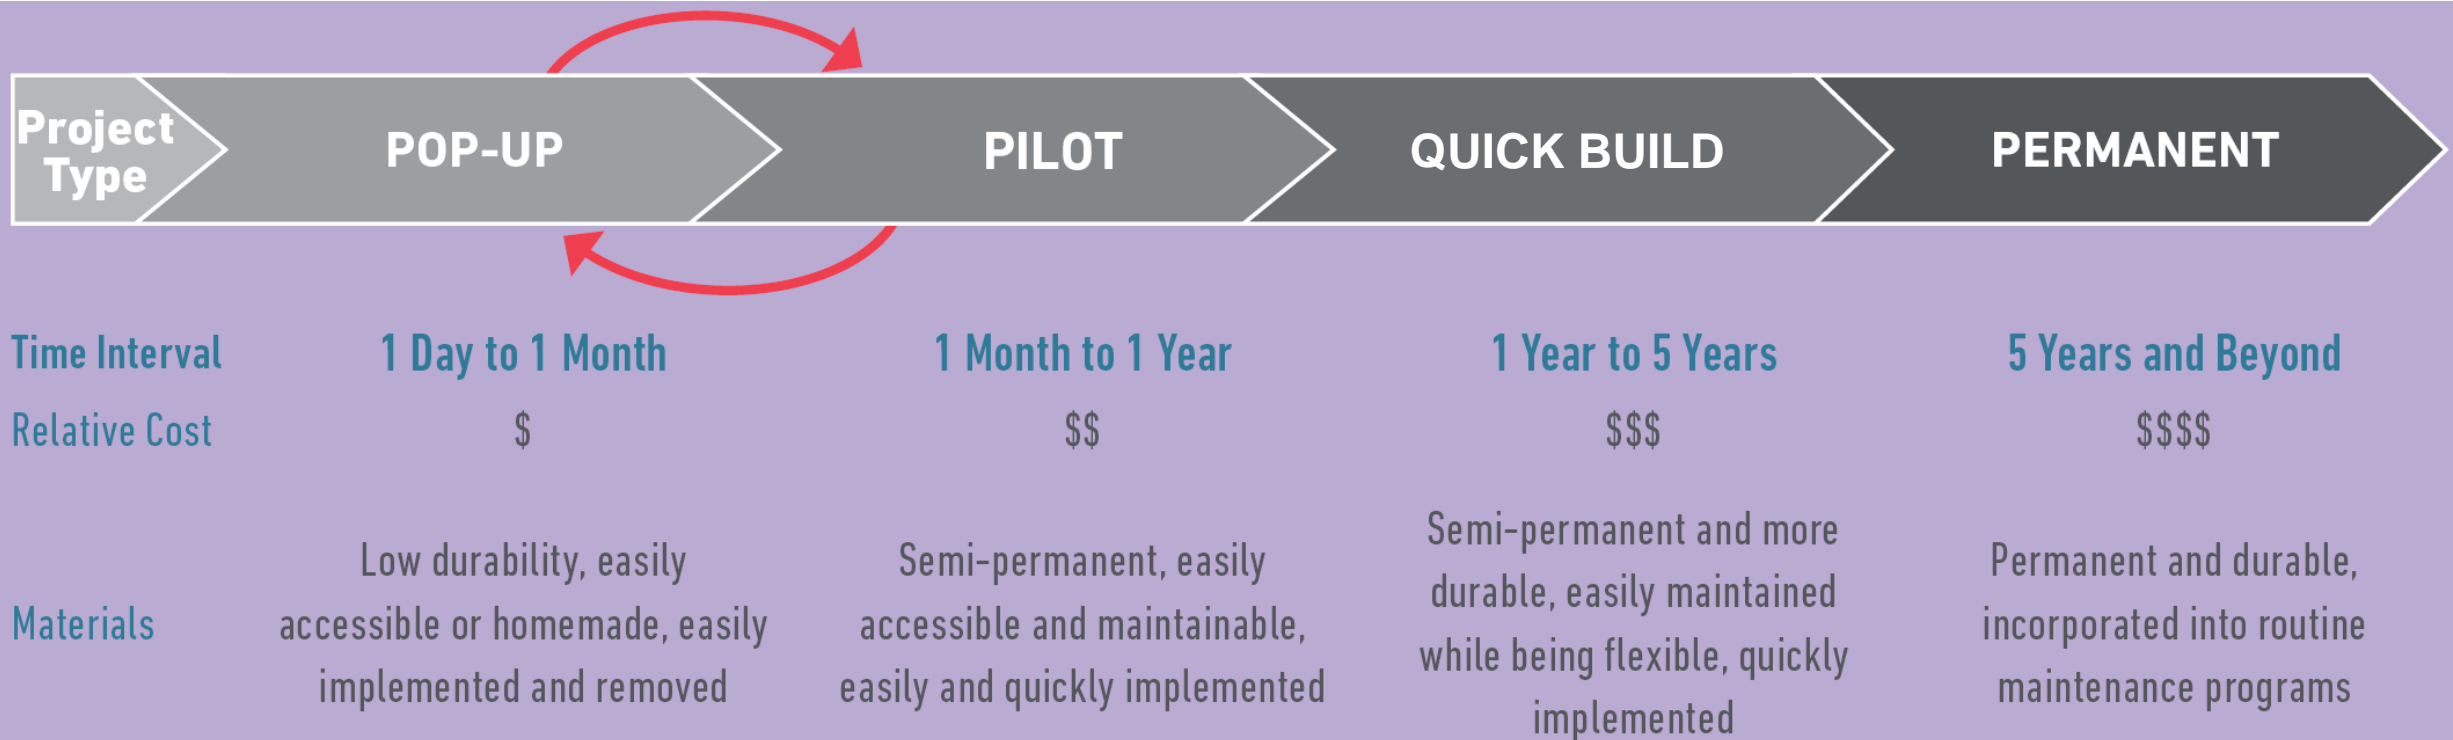 Project
Type
POP-UP
PILOT
QUICK BUILD
PERMANENT
Time Interval
1 Day to 1 Month
1 Month to 1 Year
1 Year to 5 Years
5 Years and Beyond
Relative Cost
$
$$
$$$
$$$$
Materials
Low durability, easily
accessible or homemade, easily
implemented and removed
Semi-permanent, easily
accessible and maintainable,
easily and quickly implemented
Semi-permanent and more
durable, easily maintained
while being flexible, quickly
implemented
Permanent and durable,
incorporated into routine
maintenance programs